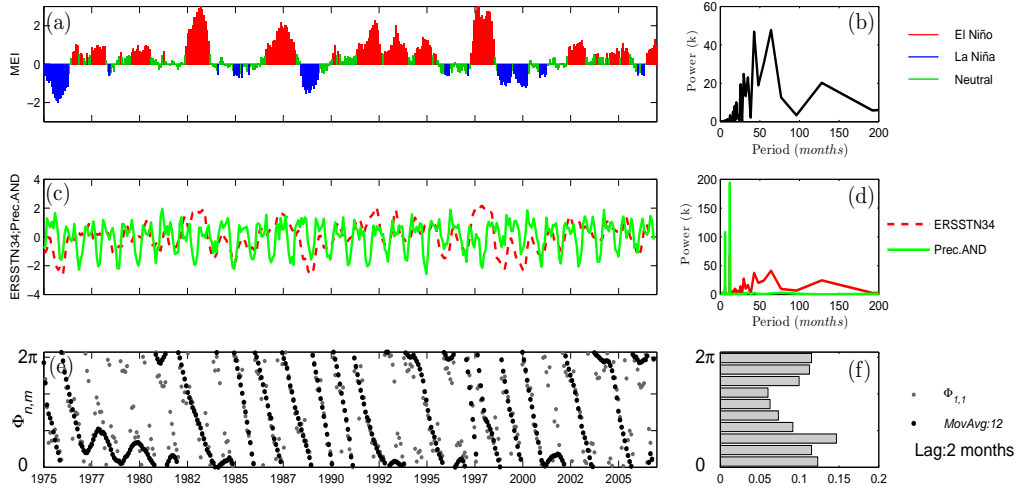 (a)
MEI
2
0
−2
(b)
Power (k)
60
40
20
0
0 50 100 150 200
Period (months)
El Niño
La Niña
Neutral
(c)
ERSSTN34;Prec.AND
4
2
0
−2
−4
(d)
Power (k)
200
150
100
50
0
0 50 100 150 200
Period (months)
ERSSTN34
Prec.AND
(e)
Φn,m
2π
0
1975 1977 1980 1982 1985 1987 1990 1992 1995 1997 2000 2002 2005
(f)
2π
0
0 0.1 0.1 0.2 0.2
Φ1,1
MovAvg:12
Lag:2 months